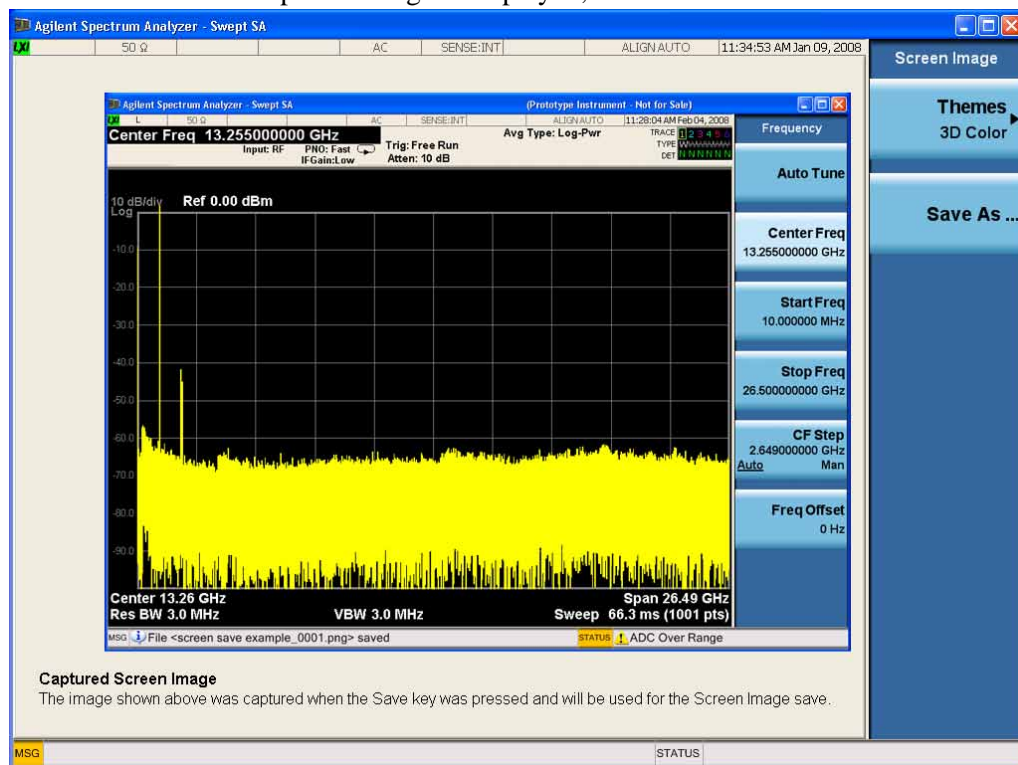 Agilent Spectrum Analyzer - Swept SA
LXI 50 Ω AC SENSE:INT ALIGN AUTO 11:34:53 AM Jan 09, 2008
Screen Image
Themes
3D Color
Save As ...
Agilent Spectrum Analyzer - Swept SA (Prototype Instrument - Not for Sale)
LXI L 50 Ω AC SENSE:INT ALIGN AUTO 11:28:04 AM Feb 04, 2008
Center Freq 13.255000000 GHz
Input: RF PNO: Fast
IFGain:Low
Trig: Free Run
Atten: 10 dB
Avg Type: Log-Pwr
TRACE 1 2 3 4 5 6
TYPE
DET N N N N N N
10 dB/div Ref 0.00 dBm
Log
-10.0
-20.0
-30.0
-40.0
-50.0
-60.0
-70.0
-80.0
-90.0
Center 13.26 GHz Span 26.49 GHz
Res BW 3.0 MHz VBW 3.0 MHz Sweep 66.3 ms (1001 pts)
MSG File <screen save example_0001.png> saved STATUS ADC Over Range
Frequency
Auto Tune
Center Freq
13.255000000 GHz
Start Freq
10.000000 MHz
Stop Freq
26.500000000 GHz
CF Step
2.649000000 GHz
Auto Man
Freq Offset
0 Hz
Captured Screen Image
The image shown above was captured when the Save key was pressed and will be used for the Screen Image save.
MSG STATUS